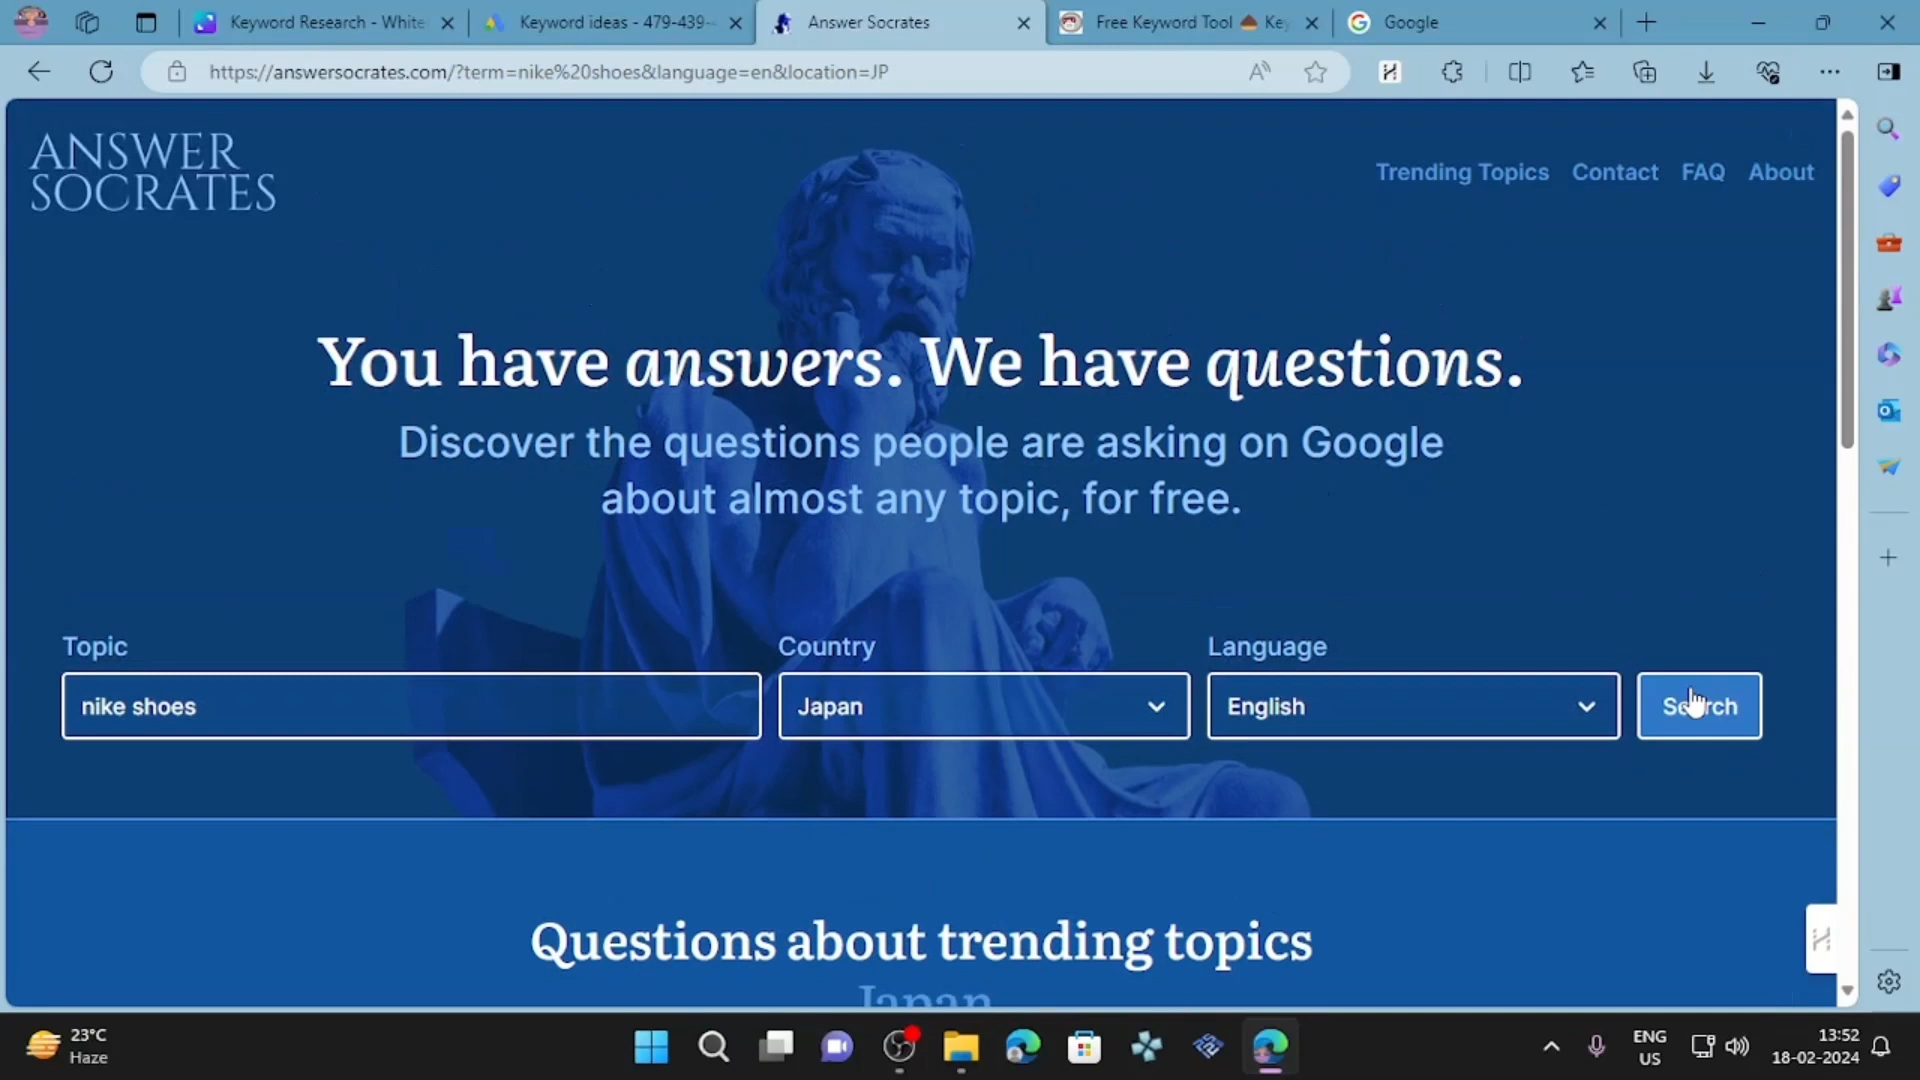 Keyword Research - White
Keyword ideas - 479-439-
Answer Socrates
Free Keyword Tool
Google
https://answersocrates.com/?term=nike%20shoes&language=en&location=JP
ANSWER
SOCRATES
Trending Topics Contact FAQ About
You have answers. We have questions.
Discover the questions people are asking on Google
about almost any topic, for free.
Topic
Country
Language
nike shoes
Japan
English
Search
Questions about trending topics
Japan
23°C
Haze
ENG
US
13:52
18-02-2024